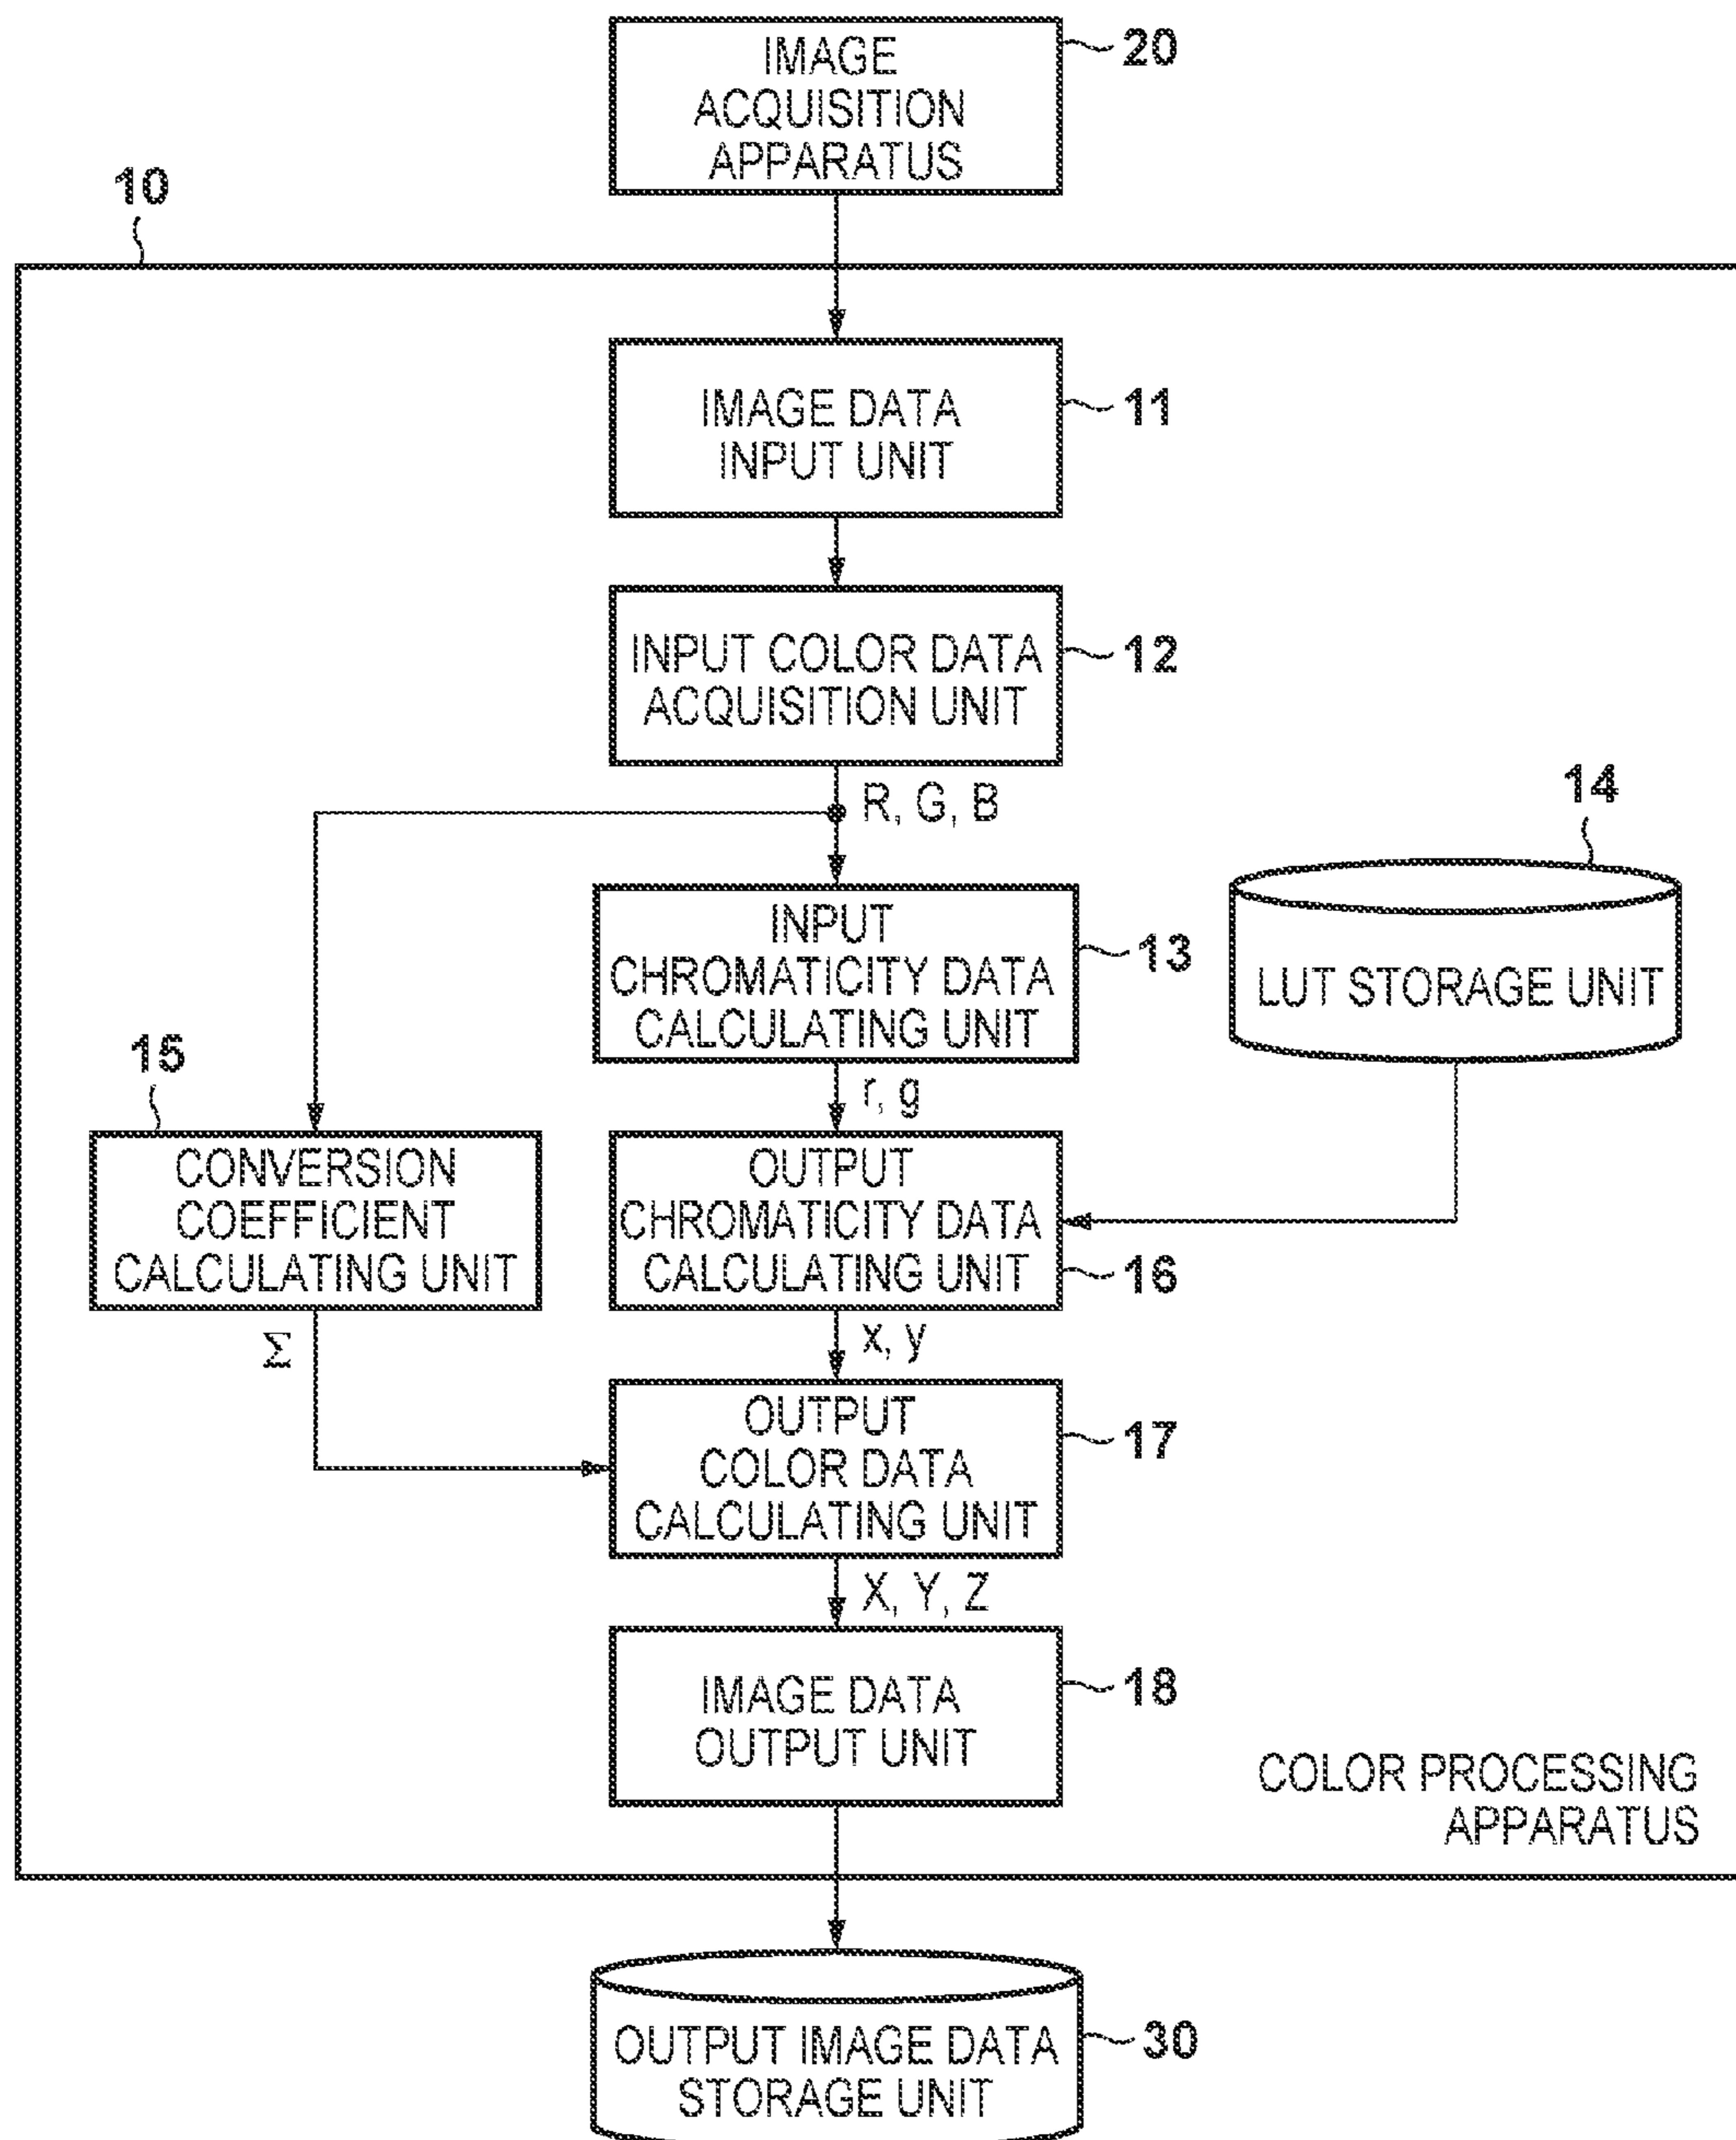 IMAGE
ACQUISITION
APPARATUS
20
10
IMAGE DATA
INPUT UNIT
11
INPUT COLOR DATA
ACQUISITION UNIT
12
R, G, B
14
INPUT
CHROMATICITY DATA
CALCULATING UNIT
13
LUT STORAGE UNIT
15
r, g
CONVERSION
COEFFICIENT
CALCULATING UNIT
OUTPUT
CHROMATICITY DATA
CALCULATING UNIT
16
Σ
x, y
OUTPUT
COLOR DATA
CALCULATING UNIT
17
X, Y, Z
IMAGE DATA
OUTPUT UNIT
18
COLOR PROCESSING
APPARATUS
OUTPUT IMAGE DATA
STORAGE UNIT
30